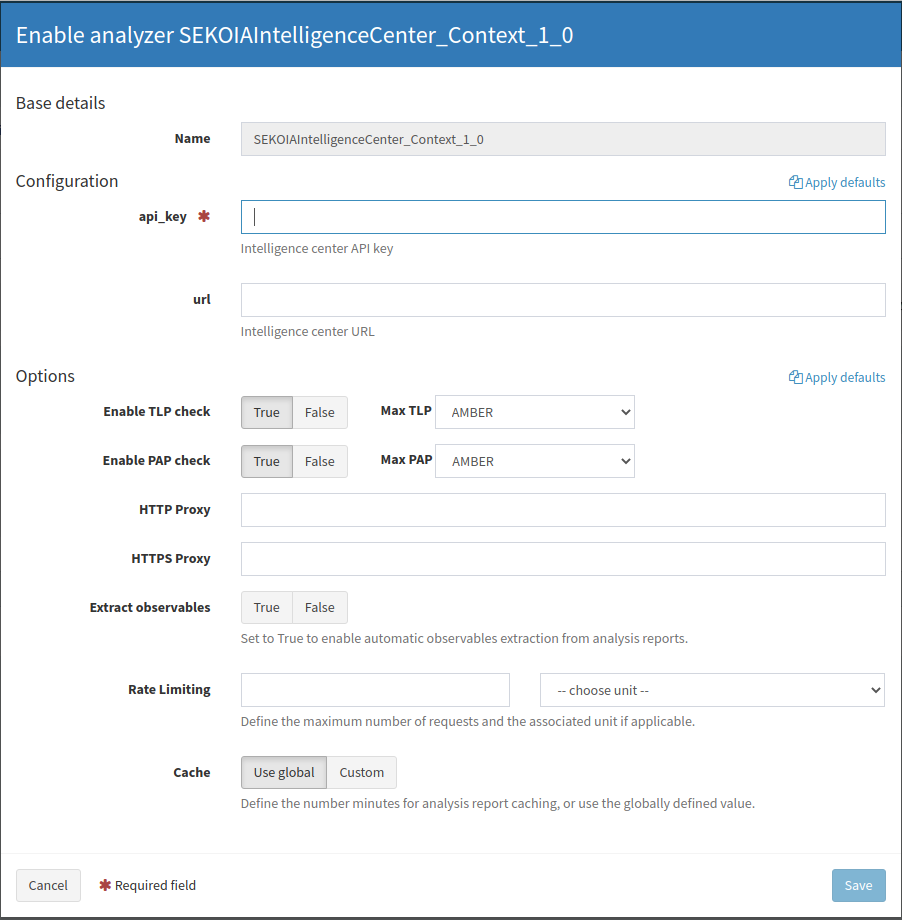 Enable analyzer SEKOIAIntelligenceCenter_Context_1_0
Base details
Name SEKOIAIntelligenceCenter_Context_1_0
Configuration Apply defaults
api_key ✱
Intelligence center API key
url
Intelligence center URL
Options Apply defaults
Enable TLP check True False Max TLP AMBER
Enable PAP check True False Max PAP AMBER
HTTP Proxy
HTTPS Proxy
Extract observables True False
Set to True to enable automatic observables extraction from analysis reports.
Rate Limiting -- choose unit --
Define the maximum number of requests and the associated unit if applicable.
Cache Use global Custom
Define the number minutes for analysis report caching, or use the globally defined value.
Cancel ✱ Required field Save